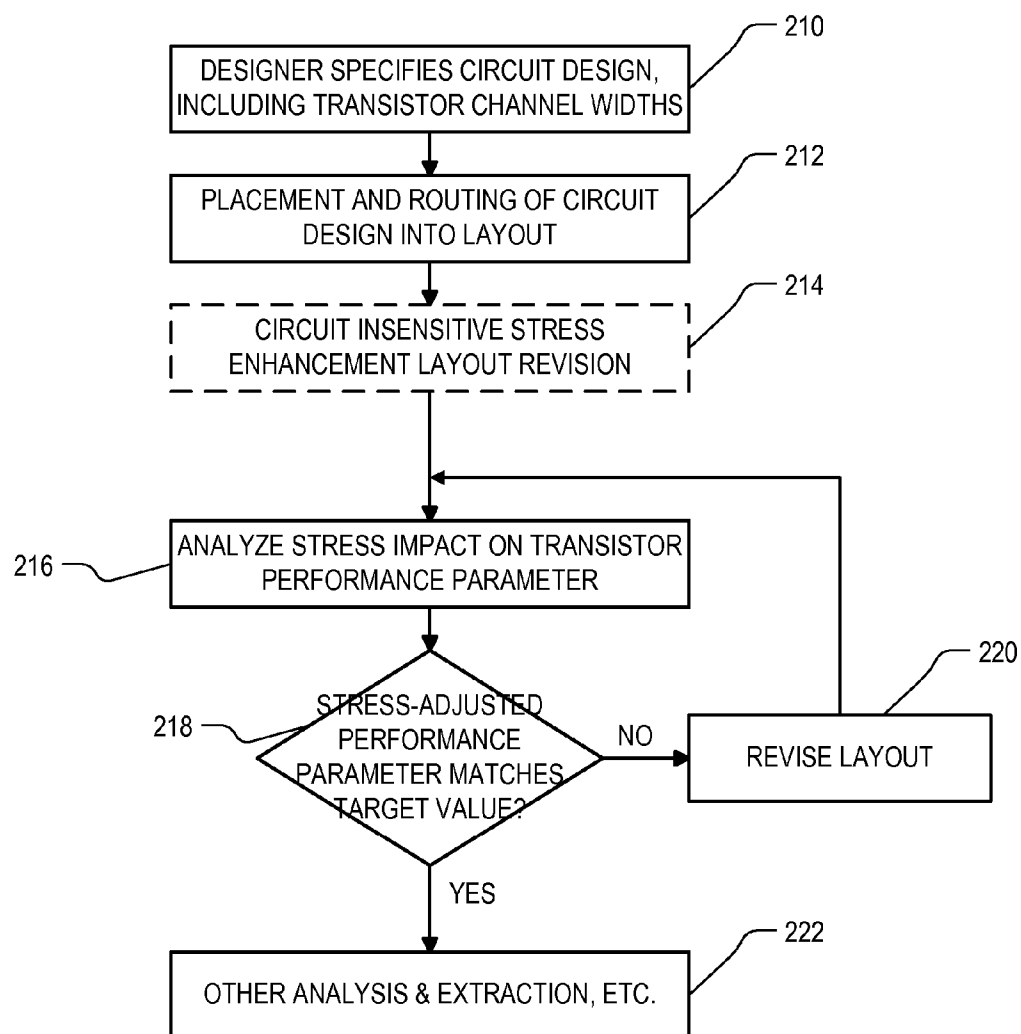 210
DESIGNER SPECIFIES CIRCUIT DESIGN,
INCLUDING TRANSISTOR CHANNEL WIDTHS
212
PLACEMENT AND ROUTING OF CIRCUIT
DESIGN INTO LAYOUT
214
CIRCUIT INSENSITIVE STRESS
ENHANCEMENT LAYOUT REVISION
216
ANALYZE STRESS IMPACT ON TRANSISTOR
PERFORMANCE PARAMETER
218
STRESS-ADJUSTED
PERFORMANCE
PARAMETER MATCHES
TARGET VALUE?
NO
220
REVISE LAYOUT
YES
222
OTHER ANALYSIS & EXTRACTION, ETC.